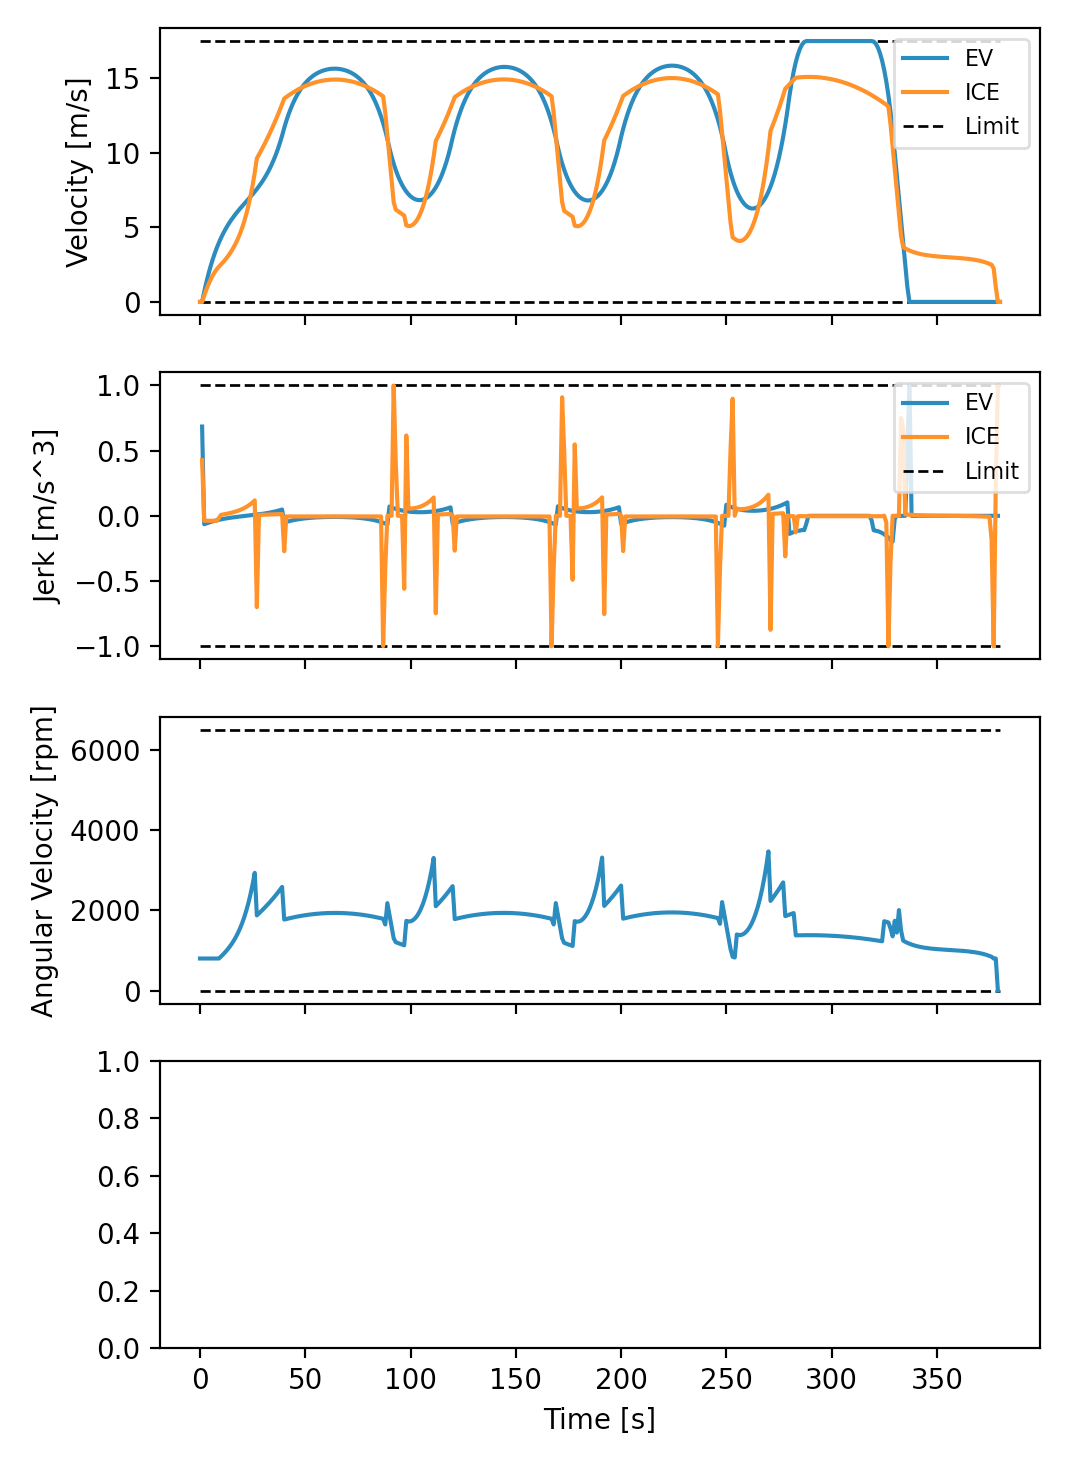 Velocity [m/s]
15
10
5
0
EV
ICE
Limit
Jerk [m/s^3]
1.0
0.5
0.0
−0.5
−1.0
EV
ICE
Limit
Angular Velocity [rpm]
6000
4000
2000
0
1.0
0.8
0.6
0.4
0.2
0.0
0 50 100 150 200 250 300 350
Time [s]